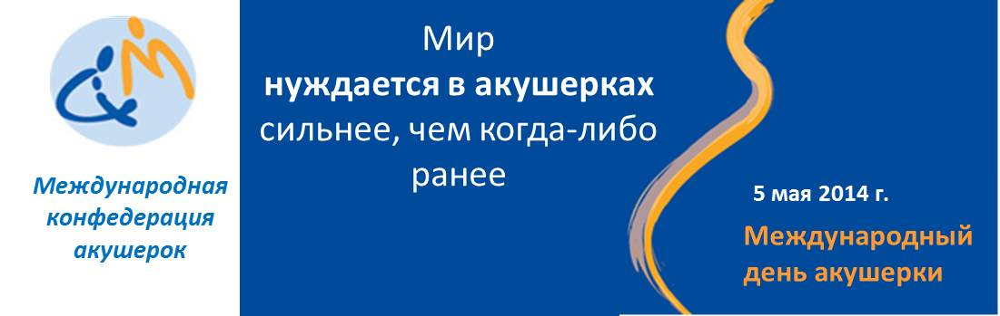 Международная
конфедерация
акушерок
Мир
нуждается в акушерках
сильнее, чем когда-либо
ранее
5 мая 2014 г.
Международный
день акушерки